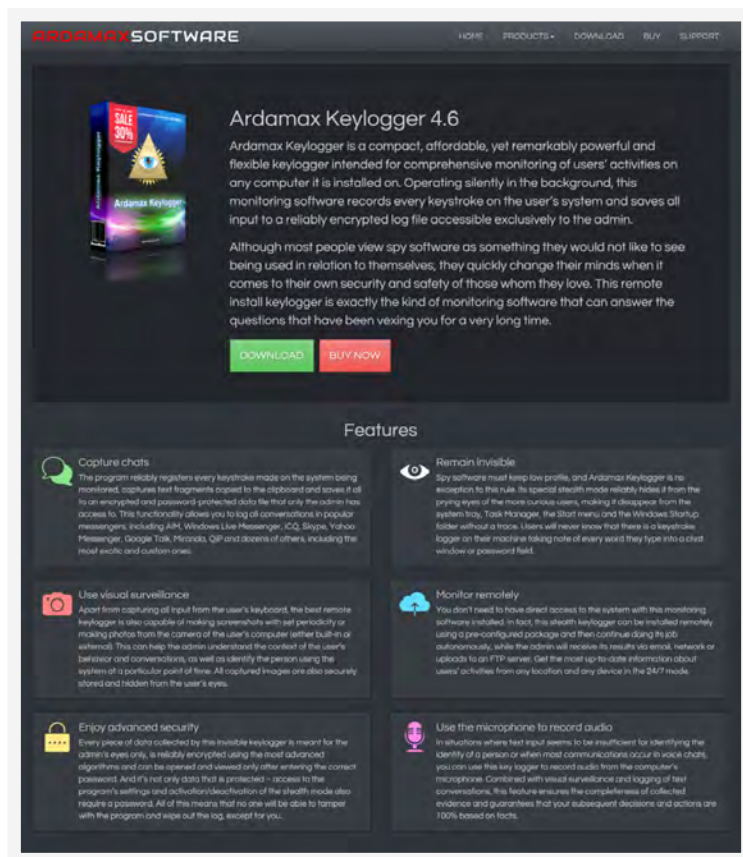 ARDAMAXSOFTWARE
HOME PRODUCTS DOWNLOAD BUY SUPPORT
SALE
30%
Ardamax Keylogger
Ardamax Keylogger
Ardamax Keylogger 4.6
Ardamax Keylogger is a compact, affordable, yet remarkably powerful and
flexible keylogger intended for comprehensive monitoring of users' activities on
any computer it is installed on. Operating silently in the background, this
monitoring software records every keystroke on the user's system and saves all
input to a reliably encrypted log file accessible exclusively to the admin.
Although most people view spy software as something they would not like to see
being used in relation to themselves, they quickly change their minds when it
comes to their own security and safety of those whom they love. This remote
install keylogger is exactly the kind of monitoring software that can answer the
questions that have been vexing you for a very long time.
DOWNLOAD
BUY NOW
Features
Capture chats
The program reliably registers every keystroke made on the system being
monitored, captures text fragments copied to the clipboard and saves it all
to an encrypted and password-protected data file that only the admin has
access to. This functionality allows you to log all conversations in popular
messengers, including AIM, Windows Live Messenger, ICQ, Skype, Yahoo
Messenger, Google Talk, Miranda, QiP and dozens of others, including the
most exotic and custom ones.
Remain invisible
Spy software must keep low profile, and Ardamax Keylogger is no
exception to this rule. Its special stealth mode reliably hides it from the
prying eyes of the more curious users, making it disappear from the
system tray, Task Manager, the Start menu and the Windows Startup
folder without a trace. Users will never know that there is a keystroke
logger on their machine taking note of every word they type into a chat
window or password field.
Use visual surveillance
Apart from capturing all input from the user's keyboard, the best remote
keylogger is also capable of making screenshots with set periodicity or
making photos from the camera of the user's computer (either built-in or
external). This can help the admin understand the context of the user's
behavior and conversations, as well as identify the person using the
system at a particular point of time. All captured images are also securely
stored and hidden from the user's eyes.
Monitor remotely
You don't need to have direct access to the system with this monitoring
software installed. In fact, this stealth keylogger can be installed remotely
using a pre-configured package and then continue doing its job
autonomously, while the admin will receive its results via email, network or
uploads to an FTP server. Get the most up-to-date information about
users' activities from any location and any device in the 24/7 mode.
Enjoy advanced security
Every piece of data collected by this invisible keylogger is meant for the
admin's eyes only, is reliably encrypted using the most advanced
algorithms and can be opened and viewed only after entering the correct
password. And it's not only data that is protected – access to the
program's settings and activation/deactivation of the stealth mode also
require a password. All of this means that no one will be able to tamper
with the program and wipe out the log, except for you.
Use the microphone to record audio
In situations where text input seems to be insufficient for identifying the
identity of a person or when most communications occur in voice chats,
you can use this key logger to record audio from the computer's
microphone. Combined with visual surveillance and logging of text
conversations, this feature ensures the completeness of collected
evidence and guarantees that your subsequent decisions and actions are
100% based on facts.